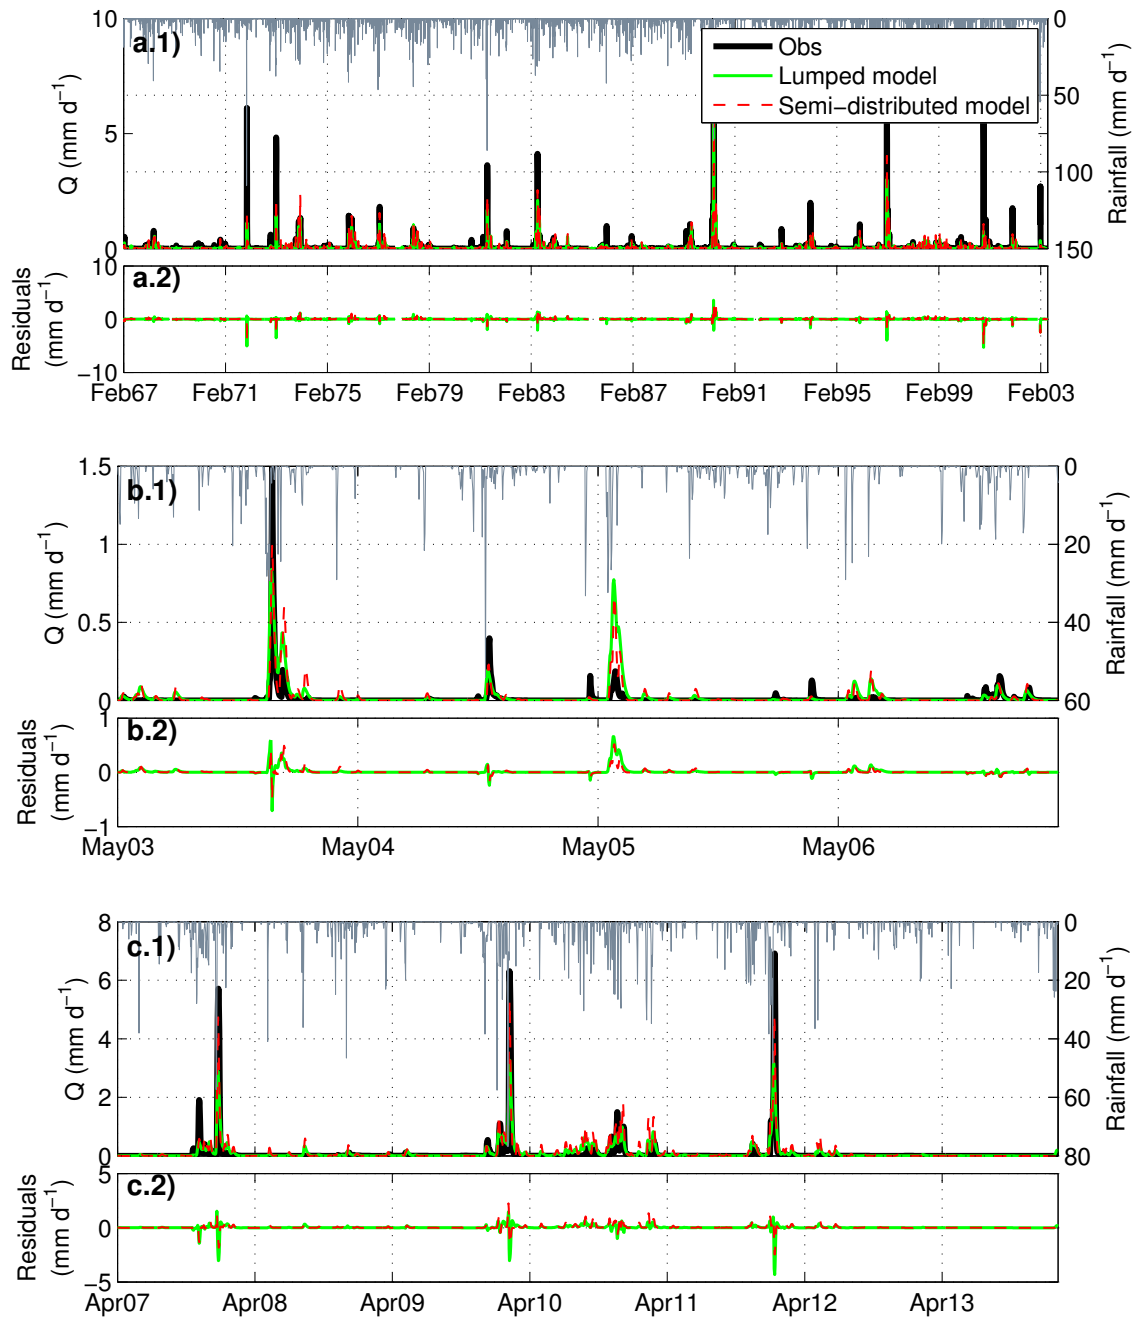 a.1)
10
5
0
Q (mm d⁻¹)
0
50
100
150
Rainfall (mm d⁻¹)
Obs
Lumped model
Semi−distributed model
a.2)
10
0
−10
Residuals
(mm d⁻¹)
Feb67 Feb71 Feb75 Feb79 Feb83 Feb87 Feb91 Feb95 Feb99 Feb03
b.1)
1.5
1
0.5
0
Q (mm d⁻¹)
0
20
40
60
Rainfall (mm d⁻¹)
b.2)
1
0
−1
Residuals
(mm d⁻¹)
May03 May04 May05 May06
c.1)
8
6
4
2
0
Q (mm d⁻¹)
0
20
40
60
80
Rainfall (mm d⁻¹)
c.2)
5
0
−5
Residuals
(mm d⁻¹)
Apr07 Apr08 Apr09 Apr10 Apr11 Apr12 Apr13